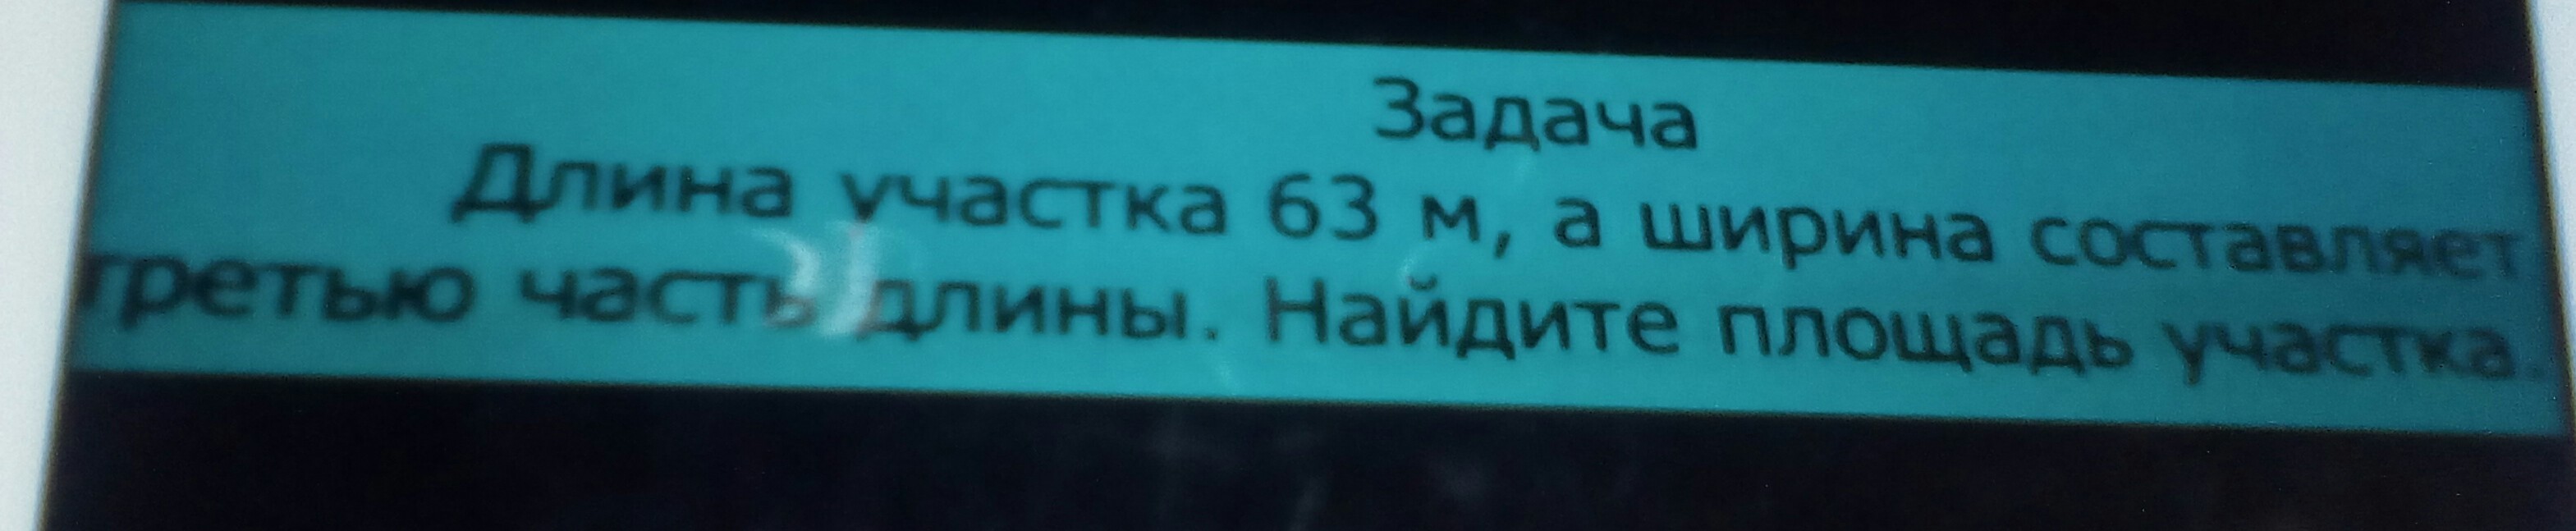 Задача
Длина участка 63 м, а ширина составляет
третью часть длины. Найдите площадь участка.